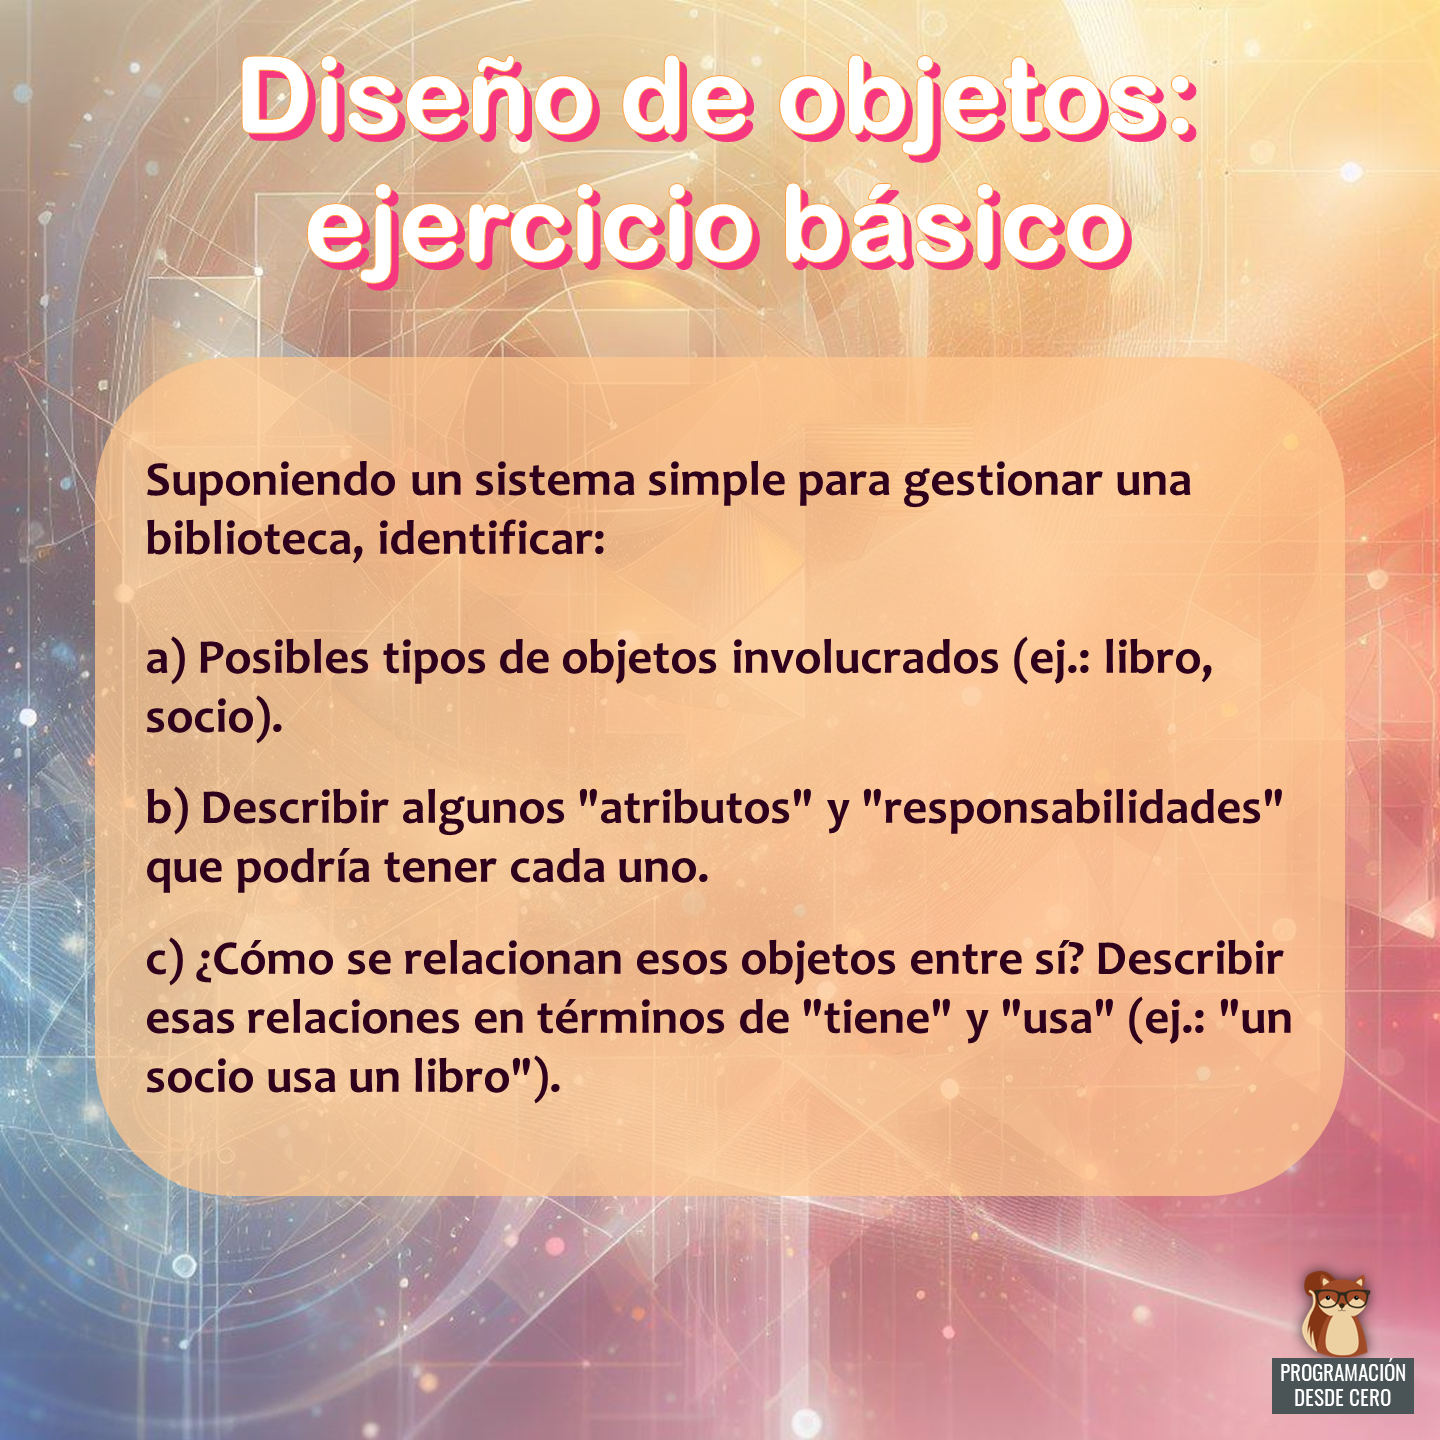 Diseño de objetos:
ejercicio básico
Suponiendo un sistema simple para gestionar una
biblioteca, identificar:
a) Posibles tipos de objetos involucrados (ej.: libro,
socio).
b) Describir algunos "atributos" y "responsabilidades"
que podría tener cada uno.
c) ¿Cómo se relacionan esos objetos entre sí? Describir
esas relaciones en términos de "tiene" y "usa" (ej.: "un
socio usa un libro").
PROGRAMACIÓN
DESDE CERO